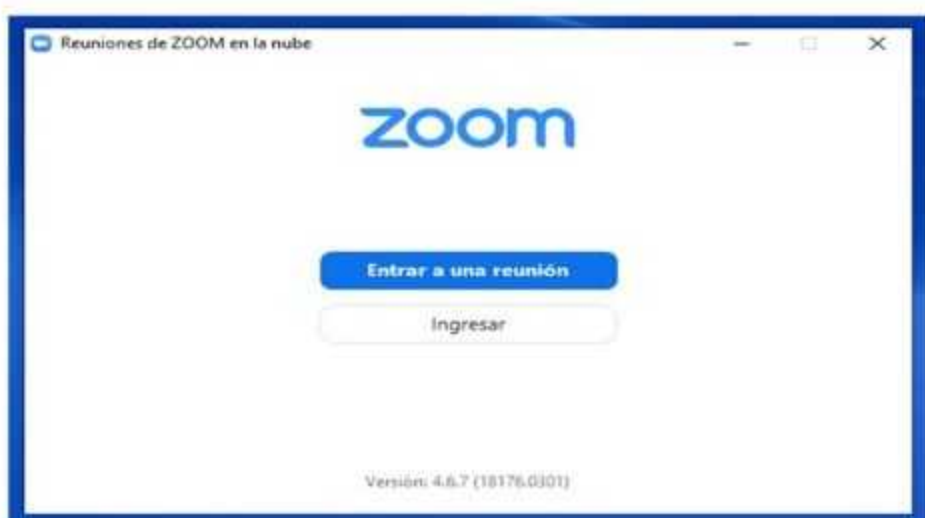 Reuniones de ZOOM en la nube
zoom
Entrar a una reunión
Ingresar
Versión: 4.6.7 (18176.0301)